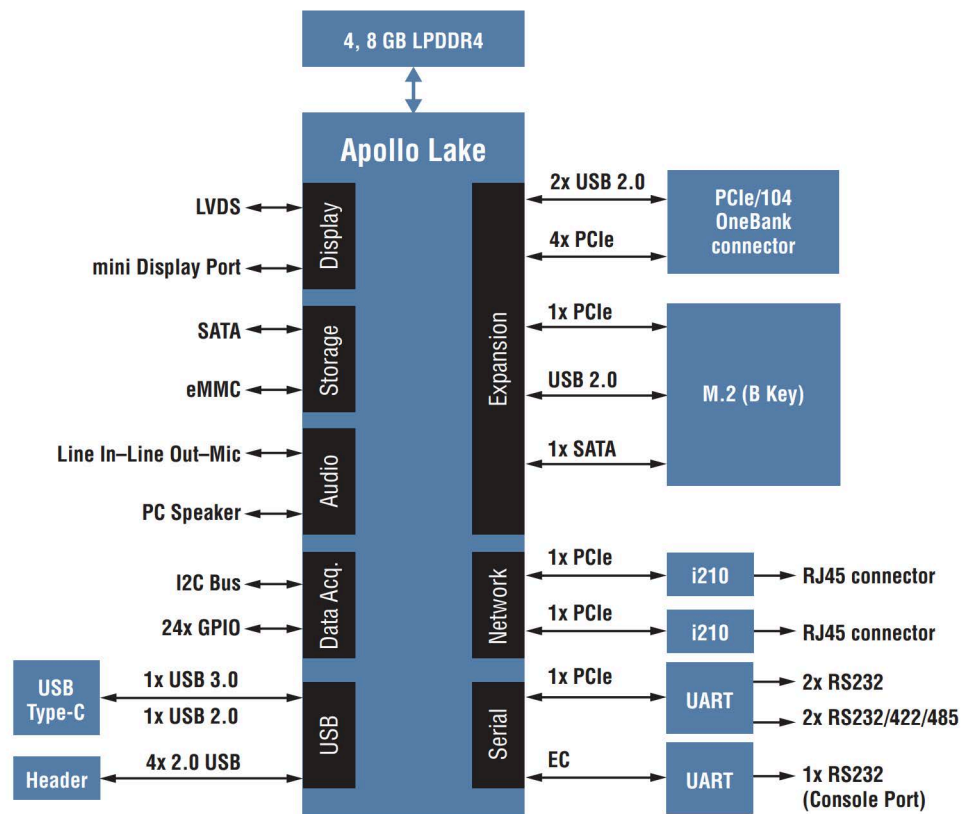 4, 8 GB LPDDR4
Apollo Lake
LVDS
mini Display Port
Display
SATA
eMMC
Storage
Line In–Line Out–Mic
PC Speaker
Audio
I2C Bus
24x GPIO
Data Acq.
USB
Type-C
1x USB 3.0
1x USB 2.0
Header
4x 2.0 USB
USB
Expansion
2x USB 2.0
4x PCIe
PCIe/104
OneBank
connector
1x PCIe
USB 2.0
1x SATA
M.2 (B Key)
Network
1x PCIe
i210
RJ45 connector
1x PCIe
i210
RJ45 connector
Serial
1x PCIe
UART
2x RS232
2x RS232/422/485
EC
UART
1x RS232
(Console Port)